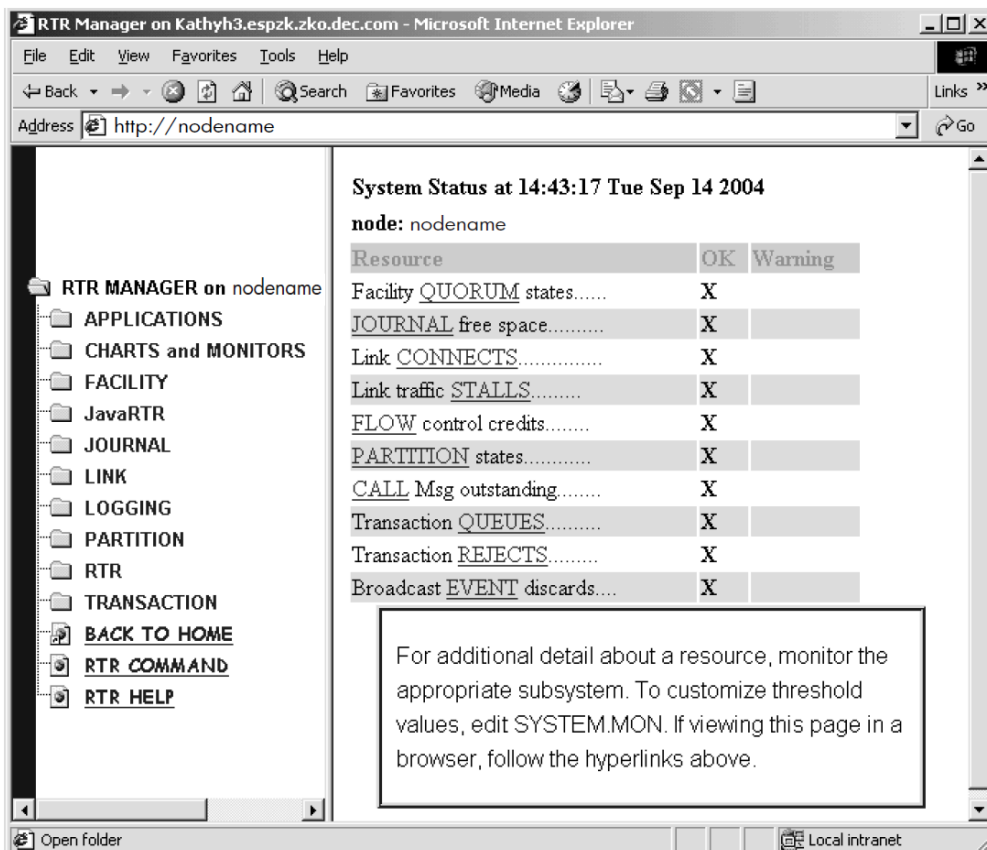 RTR Manager on Kathyh3.espzk.zko.dec.com - Microsoft Internet Explorer
File Edit View Favorites Tools Help
Back Search Favorites Media Links »
Address http://nodename Go
RTR MANAGER on nodename
APPLICATIONS
CHARTS and MONITORS
FACILITY
JavaRTR
JOURNAL
LINK
LOGGING
PARTITION
RTR
TRANSACTION
BACK TO HOME
RTR COMMAND
RTR HELP
System Status at 14:43:17 Tue Sep 14 2004
node: nodename
Resource OK Warning
Facility QUORUM states...... X
JOURNAL free space.......... X
Link CONNECTS............... X
Link traffic STALLS......... X
FLOW control credits........ X
PARTITION states............ X
CALL Msg outstanding........ X
Transaction QUEUES.......... X
Transaction REJECTS......... X
Broadcast EVENT discards.... X
For additional detail about a resource, monitor the
appropriate subsystem. To customize threshold
values, edit SYSTEM.MON. If viewing this page in a
browser, follow the hyperlinks above.
Open folder Local intranet